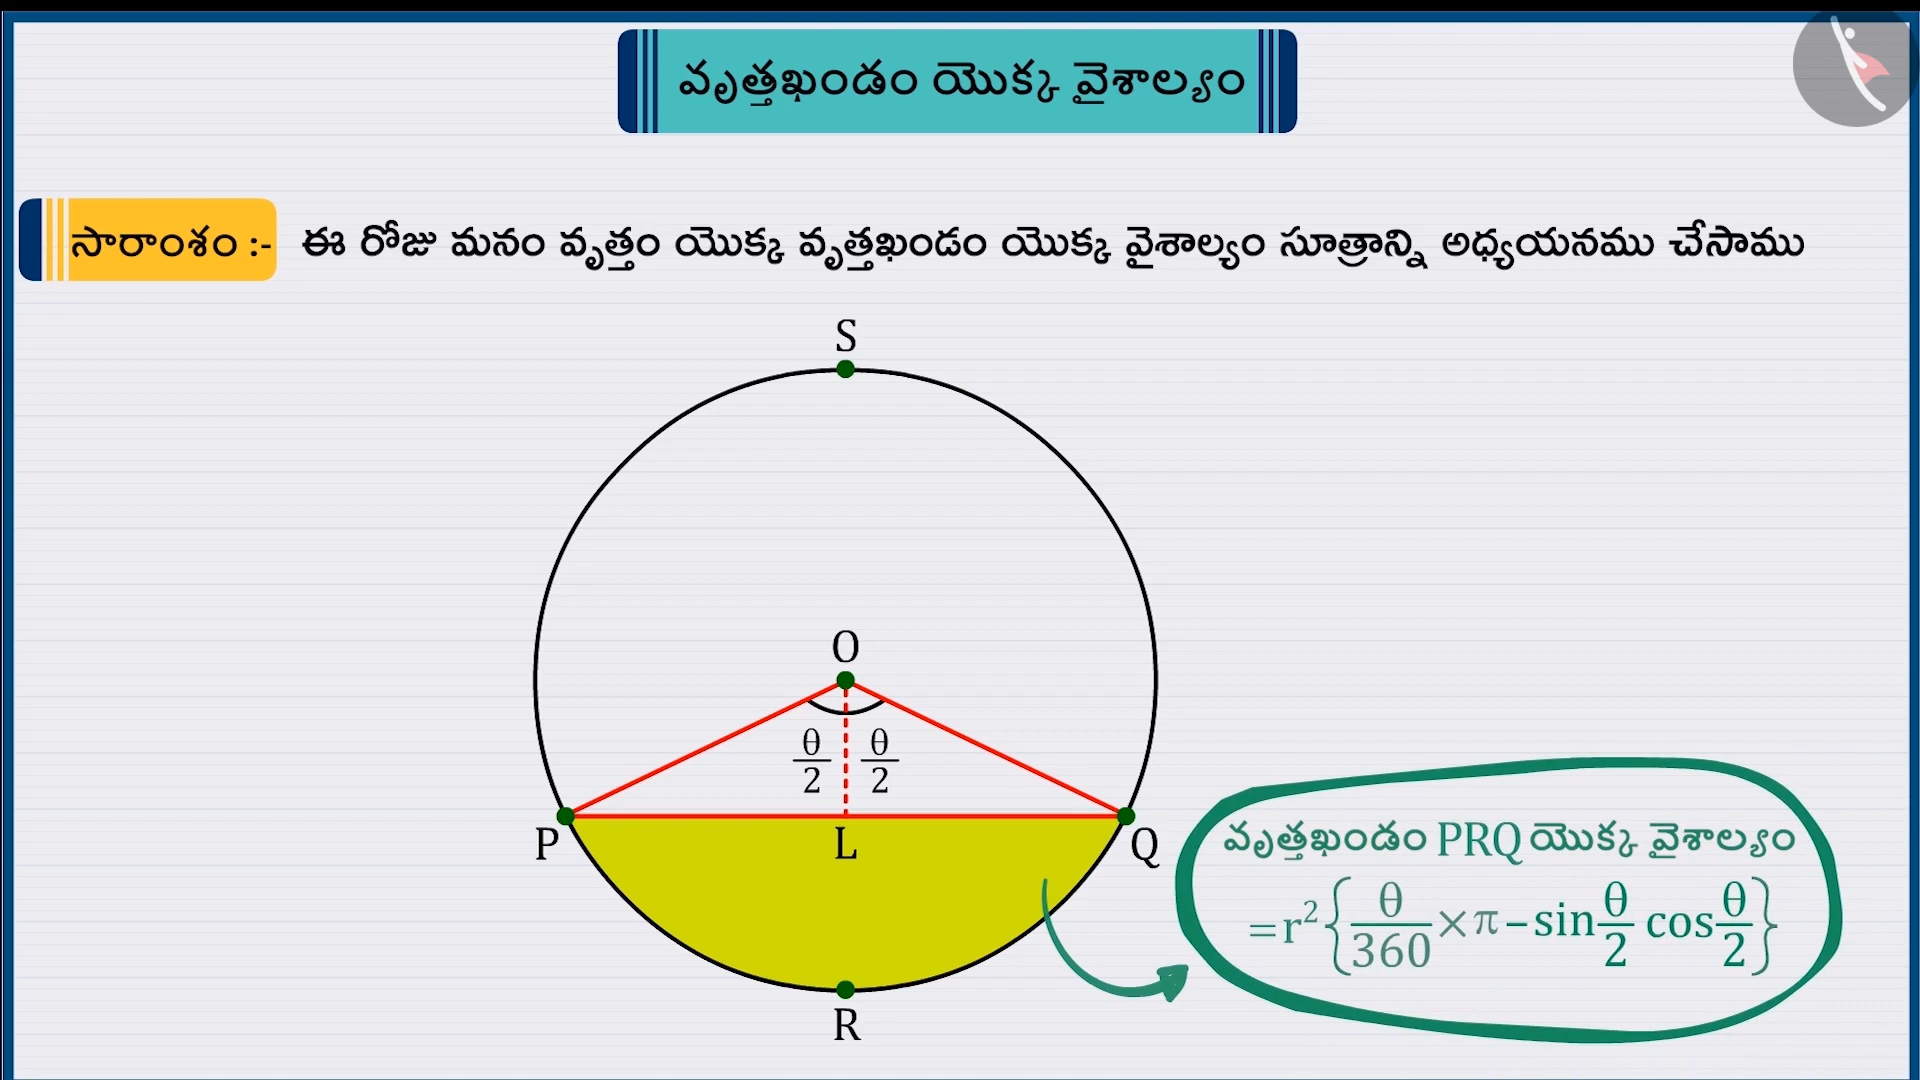 వృత్తఖండం యొక్క వైశాల్యం
సారాంశం :- ఈ రోజు మనం వృత్తం యొక్క వృత్తఖండం యొక్క వైశాల్యం సూత్రాన్ని అధ్యయనము చేసాము
S
O
θ/2 θ/2
P L Q
R
వృత్తఖండం PRQ యొక్క వైశాల్యం
=r²{θ/360×π−sin θ/2 cos θ/2}